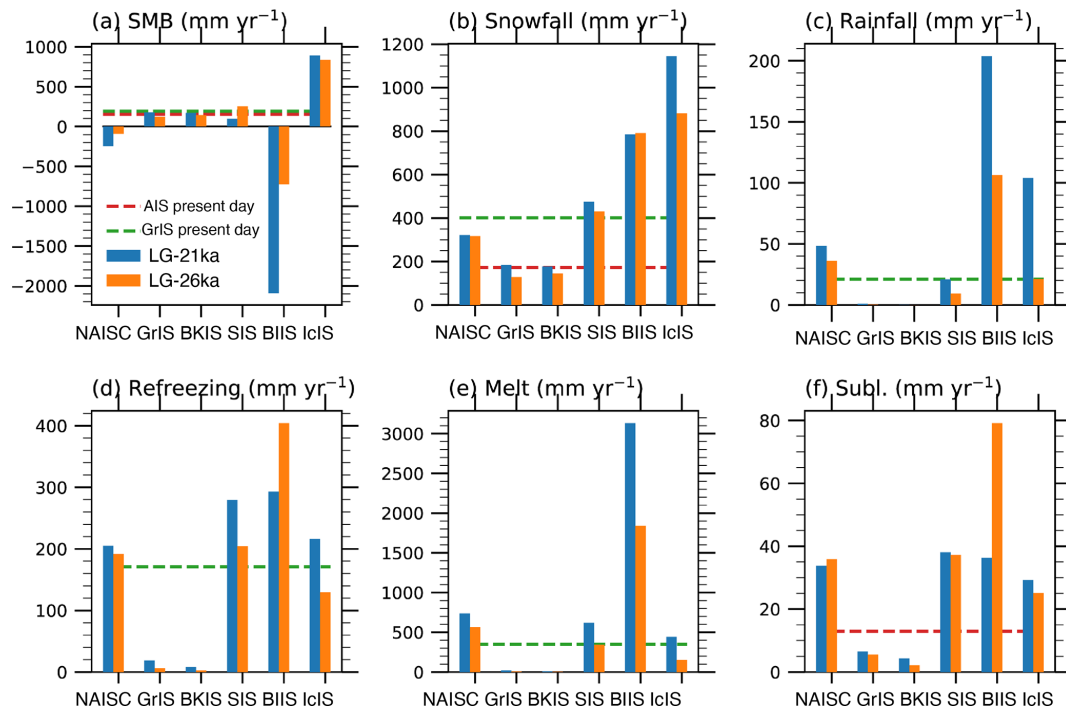 (a) SMB (mm yr⁻¹)
1000
500
0
−500
−1000
−1500
−2000
AIS present day
GrIS present day
LG-21ka
LG-26ka
NAISC GrIS BKIS SIS BIIS IcIS
(b) Snowfall (mm yr⁻¹)
1200
1000
800
600
400
200
0
NAISC GrIS BKIS SIS BIIS IcIS
(c) Rainfall (mm yr⁻¹)
200
150
100
50
0
NAISC GrIS BKIS SIS BIIS IcIS
(d) Refreezing (mm yr⁻¹)
400
300
200
100
0
NAISC GrIS BKIS SIS BIIS IcIS
(e) Melt (mm yr⁻¹)
3000
2500
2000
1500
1000
500
0
NAISC GrIS BKIS SIS BIIS IcIS
(f) Subl. (mm yr⁻¹)
80
60
40
20
0
NAISC GrIS BKIS SIS BIIS IcIS